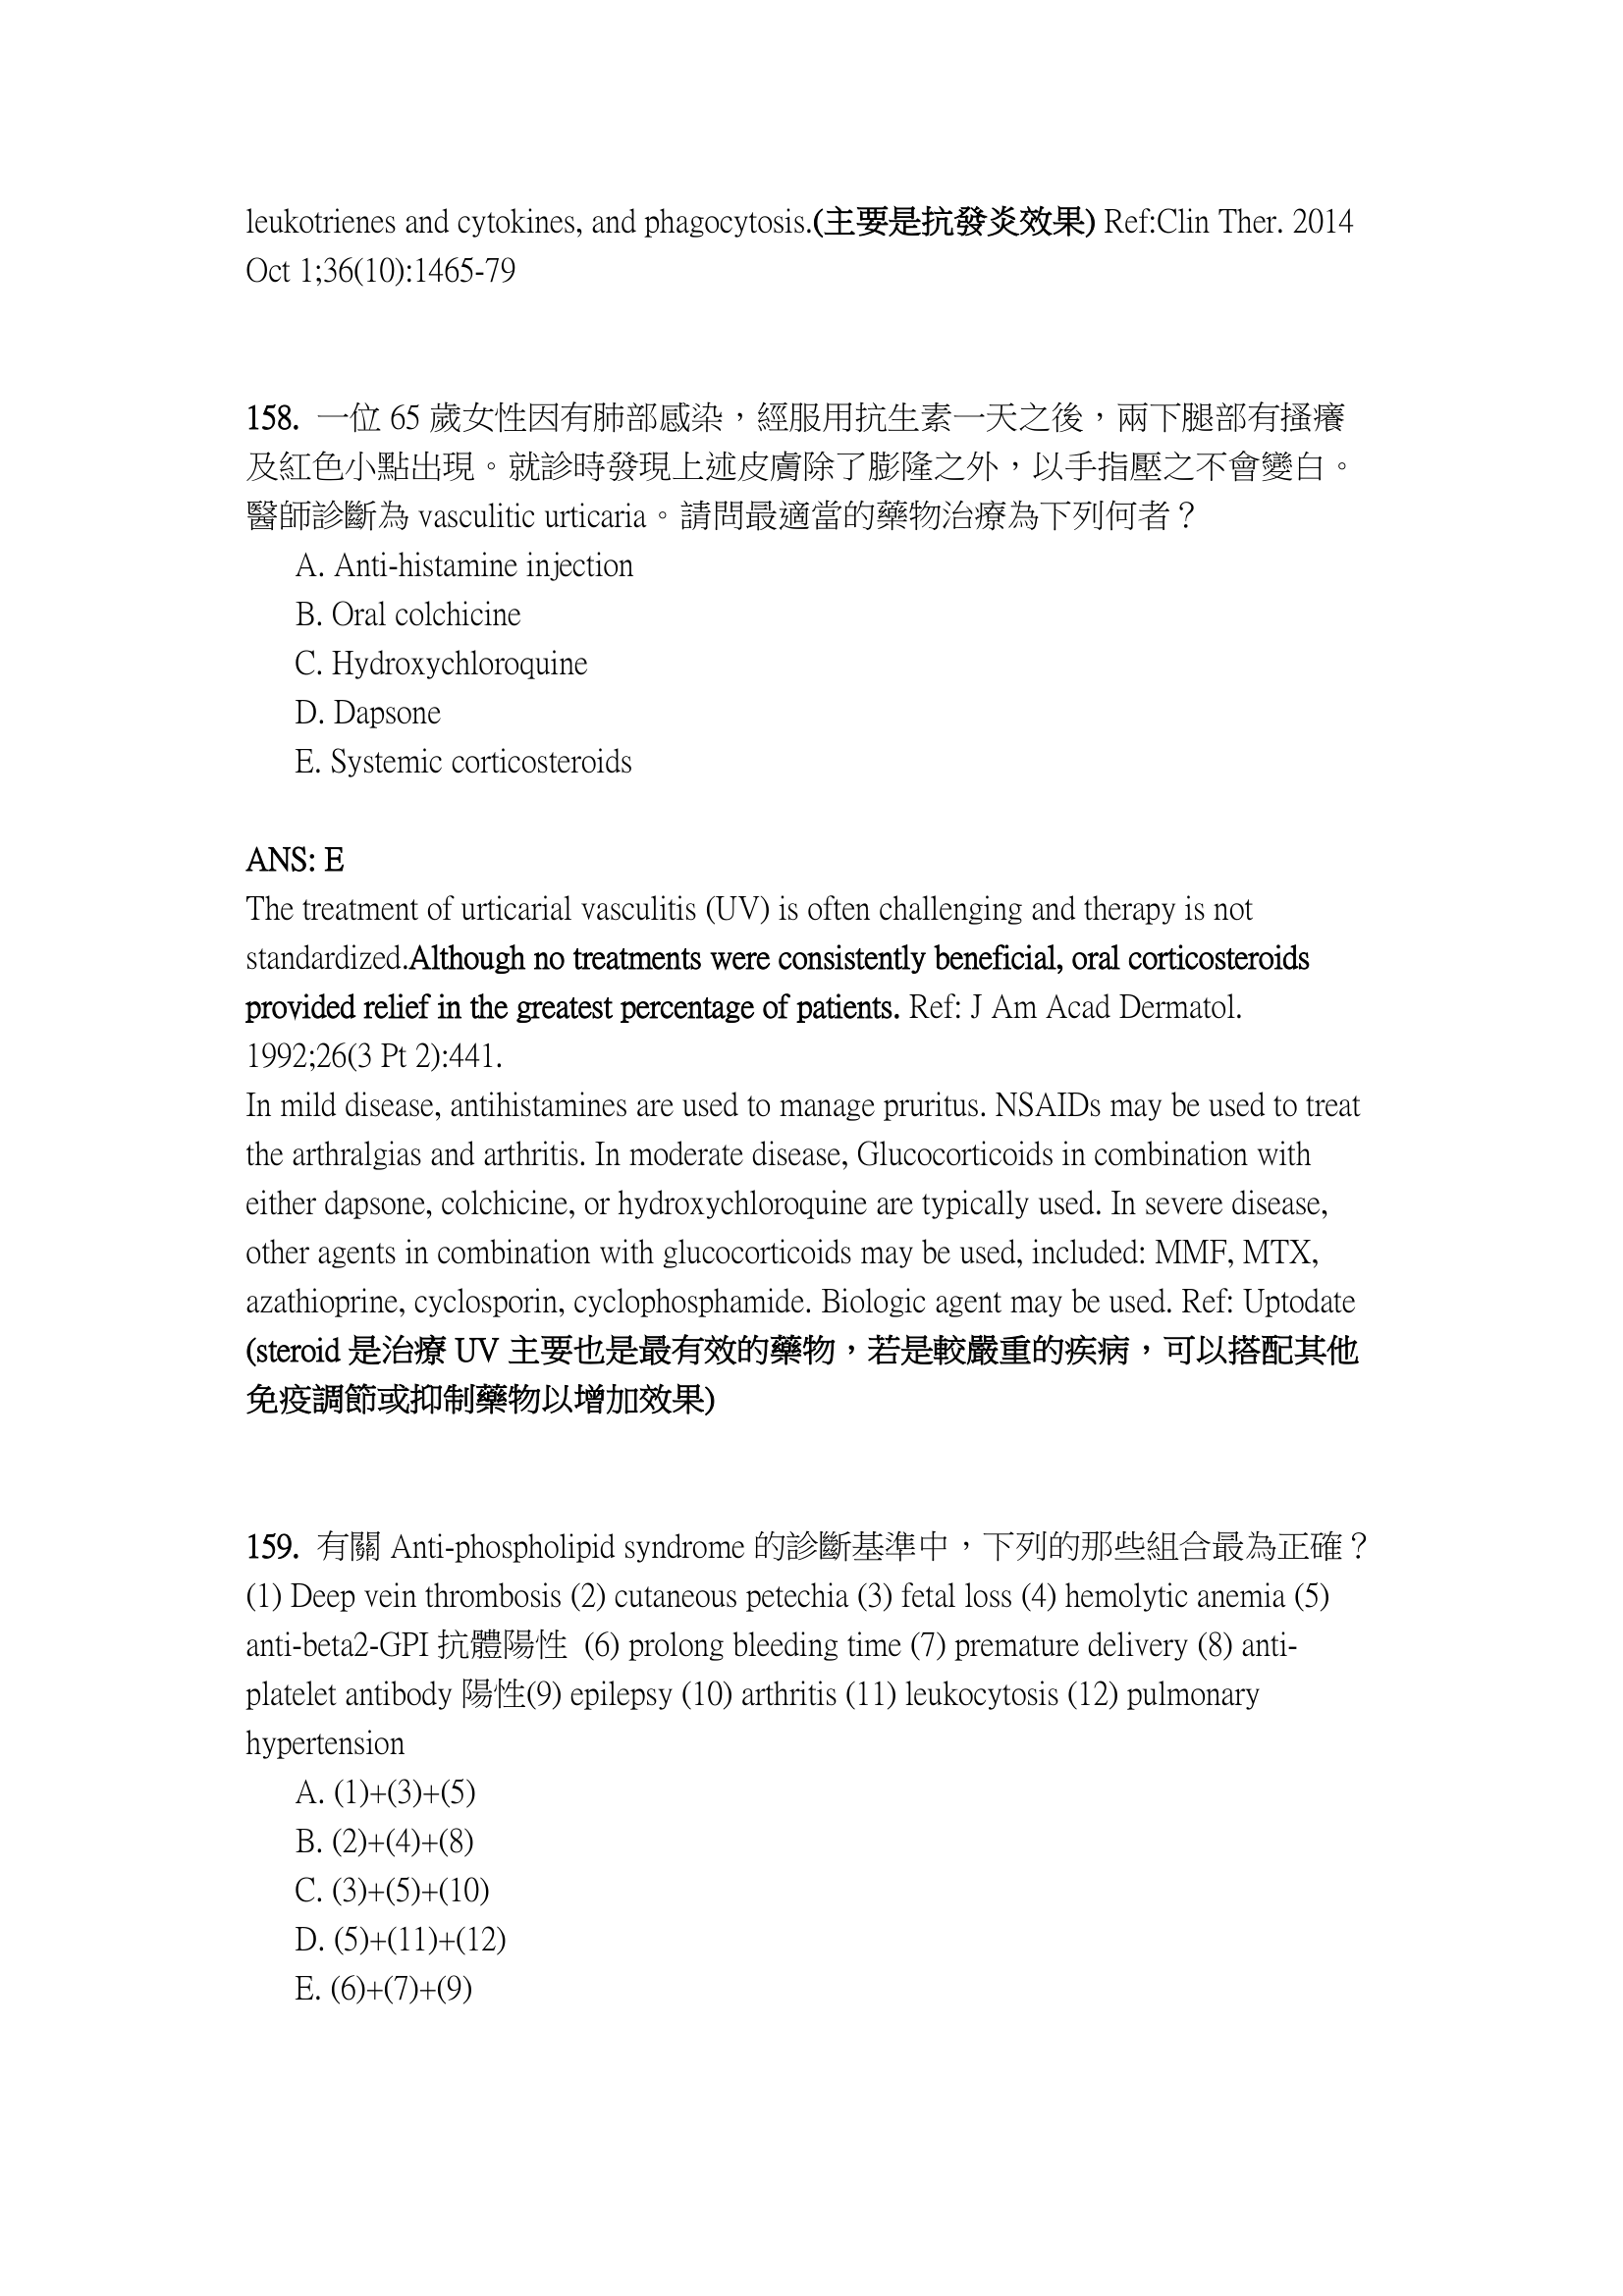 leukotrienes and cytokines, and phagocytosis.(主要是抗發炎效果) Ref:Clin Ther. 2014
Oct 1;36(10):1465-79
158. 一位 65 歲女性因有肺部感染，經服用抗生素一天之後，兩下腿部有搔癢
及紅色小點出現。就診時發現上述皮膚除了膨隆之外，以手指壓之不會變白。
醫師診斷為 vasculitic urticaria。請問最適當的藥物治療為下列何者？
A. Anti-histamine injection
B. Oral colchicine
C. Hydroxychloroquine
D. Dapsone
E. Systemic corticosteroids
ANS: E
The treatment of urticarial vasculitis (UV) is often challenging and therapy is not
standardized.Although no treatments were consistently beneficial, oral corticosteroids
provided relief in the greatest percentage of patients. Ref: J Am Acad Dermatol.
1992;26(3 Pt 2):441.
In mild disease, antihistamines are used to manage pruritus. NSAIDs may be used to treat
the arthralgias and arthritis. In moderate disease, Glucocorticoids in combination with
either dapsone, colchicine, or hydroxychloroquine are typically used. In severe disease,
other agents in combination with glucocorticoids may be used, included: MMF, MTX,
azathioprine, cyclosporin, cyclophosphamide. Biologic agent may be used. Ref: Uptodate
(steroid 是治療 UV 主要也是最有效的藥物，若是較嚴重的疾病，可以搭配其他
免疫調節或抑制藥物以增加效果)
159. 有關 Anti-phospholipid syndrome 的診斷基準中，下列的那些組合最為正確？
(1) Deep vein thrombosis (2) cutaneous petechia (3) fetal loss (4) hemolytic anemia (5)
anti-beta2-GPI 抗體陽性 (6) prolong bleeding time (7) premature delivery (8) anti-
platelet antibody 陽性(9) epilepsy (10) arthritis (11) leukocytosis (12) pulmonary
hypertension
A. (1)+(3)+(5)
B. (2)+(4)+(8)
C. (3)+(5)+(10)
D. (5)+(11)+(12)
E. (6)+(7)+(9)